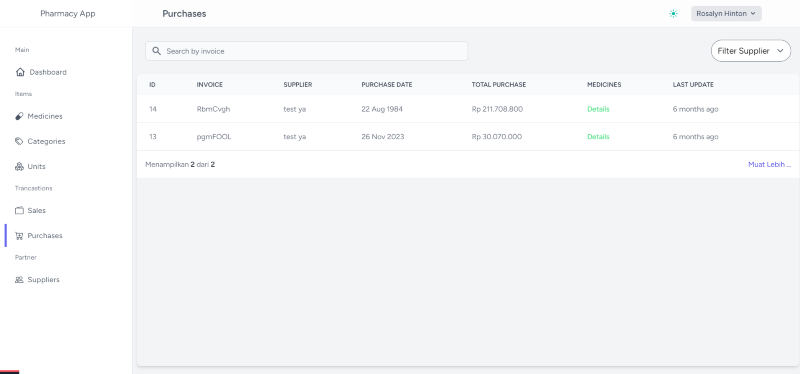 Pharmacy App
Purchases
Rosalyn Hinton
Main
Dashboard
Items
Medicines
Categories
Units
Trancastions
Sales
Purchases
Partner
Suppliers
Search by invoice
Filter Supplier
ID INVOICE SUPPLIER PURCHASE DATE TOTAL PURCHASE MEDICINES LAST UPDATE
14 RbmCvgh test ya 22 Aug 1984 Rp 211.708.800 Details 6 months ago
13 pgmFOOL test ya 26 Nov 2023 Rp 30.070.000 Details 6 months ago
Menampilkan 2 dari 2
Muat Lebih ...